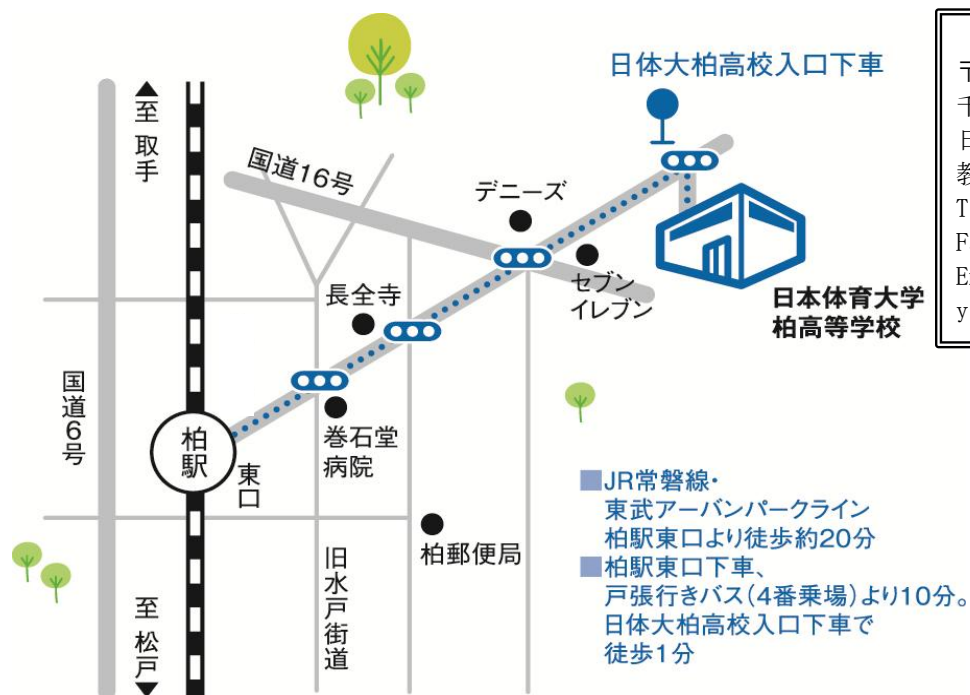 日体大柏高校入口下車
至 取手
国道16号
デニーズ
セブン
イレブン
日本体育大学
柏高等学校
長全寺
国道6号
柏駅
東口
巻石堂
病院
柏郵便局
旧水戸街道
至 松戸
■JR常磐線・
東武アーバンパークライン
柏駅東口より徒歩約20分
■柏駅東口下車、
戸張行きバス(4番乗場)より10分。
日体大柏高校入口下車で
徒歩1分
〒
千
日
教
T
F
y